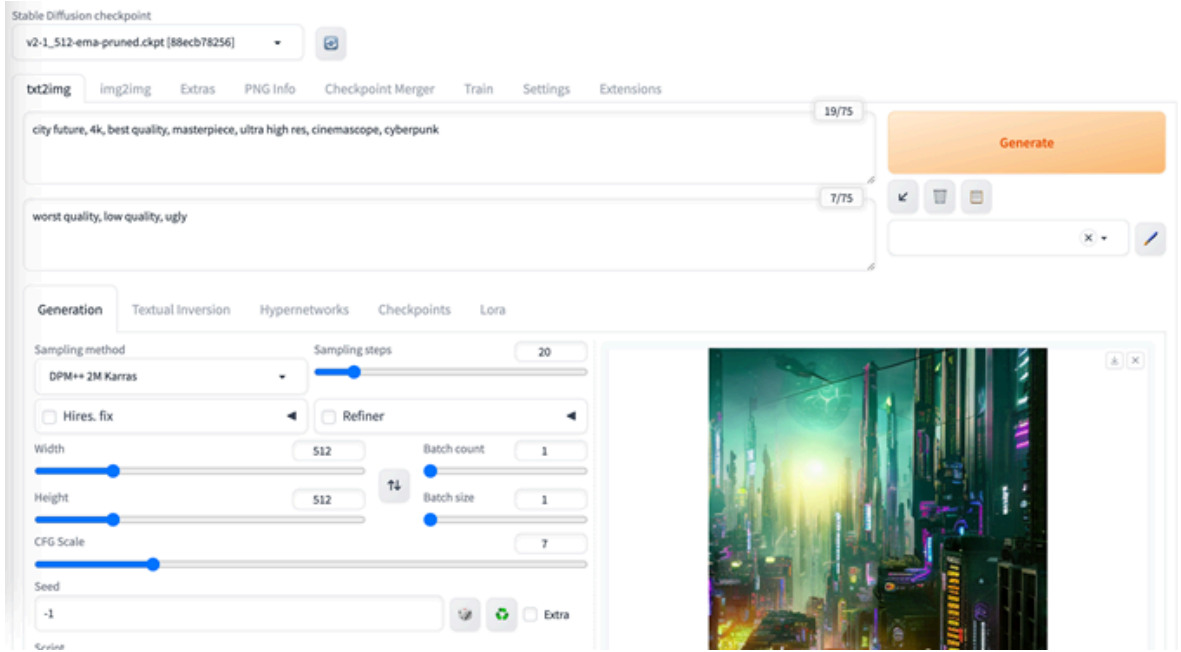 Stable Diffusion checkpoint
v2-1_512-ema-pruned.ckpt [88ecb78256]
txt2img img2img Extras PNG Info Checkpoint Merger Train Settings Extensions
19/75
city future, 4k, best quality, masterpiece, ultra high res, cinemascope, cyberpunk
Generate
7/75
worst quality, low quality, ugly
Generation Textual Inversion Hypernetworks Checkpoints Lora
Sampling method
DPM++ 2M Karras
Sampling steps 20
Hires. fix
Refiner
Width 512
Batch count 1
Height 512
Batch size 1
CFG Scale 7
Seed
-1
Extra
Script